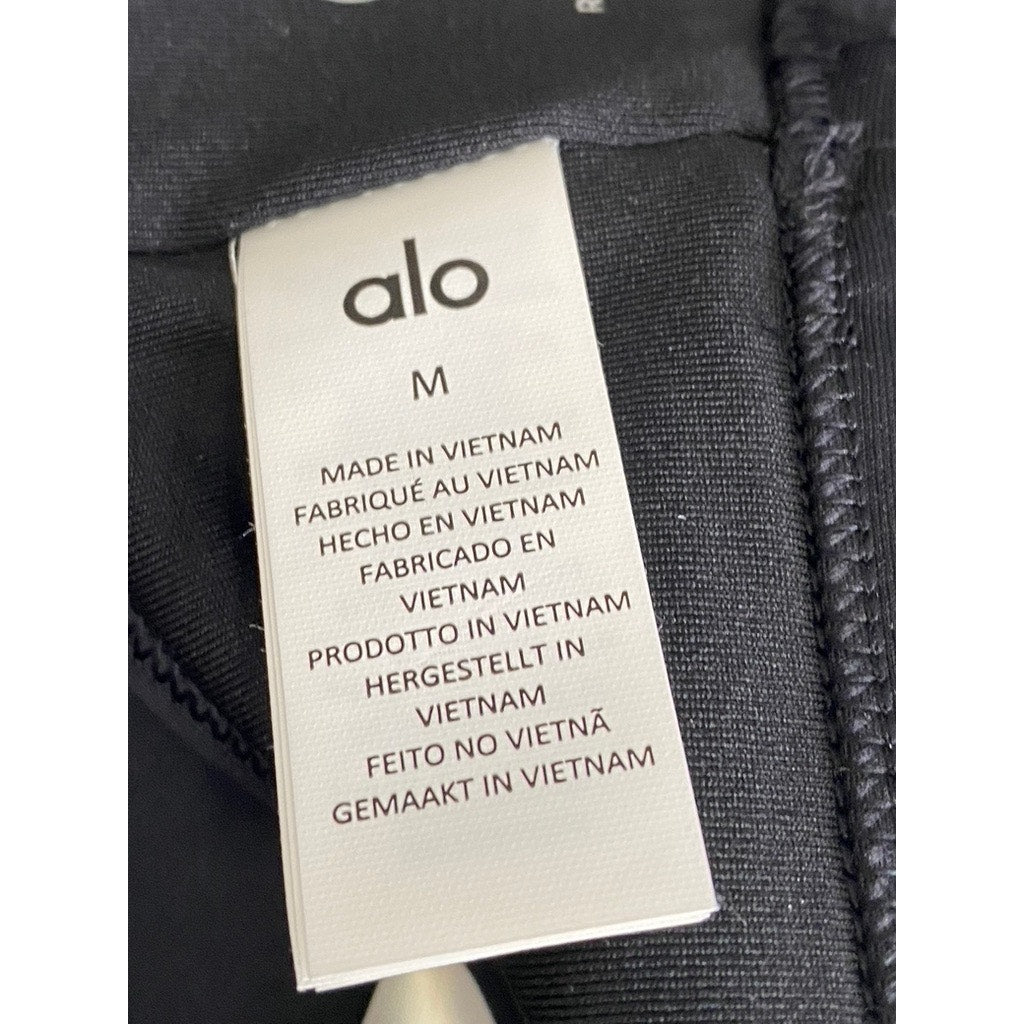 alo
M
MADE IN VIETNAM
FABRIQUÉ AU VIETNAM
HECHO EN VIETNAM
FABRICADO EN
VIETNAM
PRODOTTO IN VIETNAM
HERGESTELLT IN
VIETNAM
FEITO NO VIETNÃ
GEMAAKT IN VIETNAM